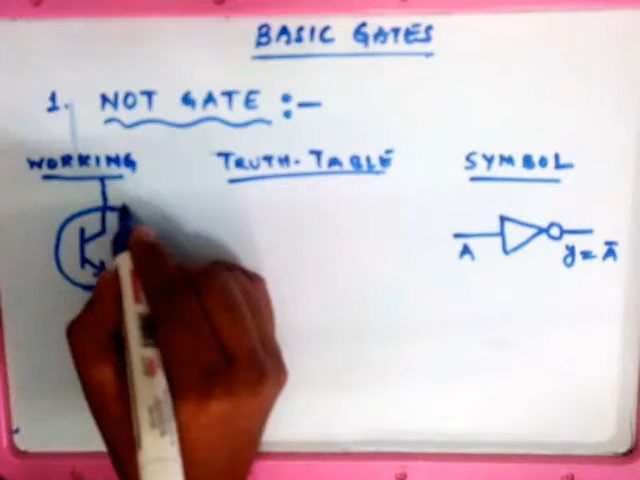 BASIC GATES
1. NOT GATE :-
WORKING TRUTH-TABLE SYMBOL
A y = Ā